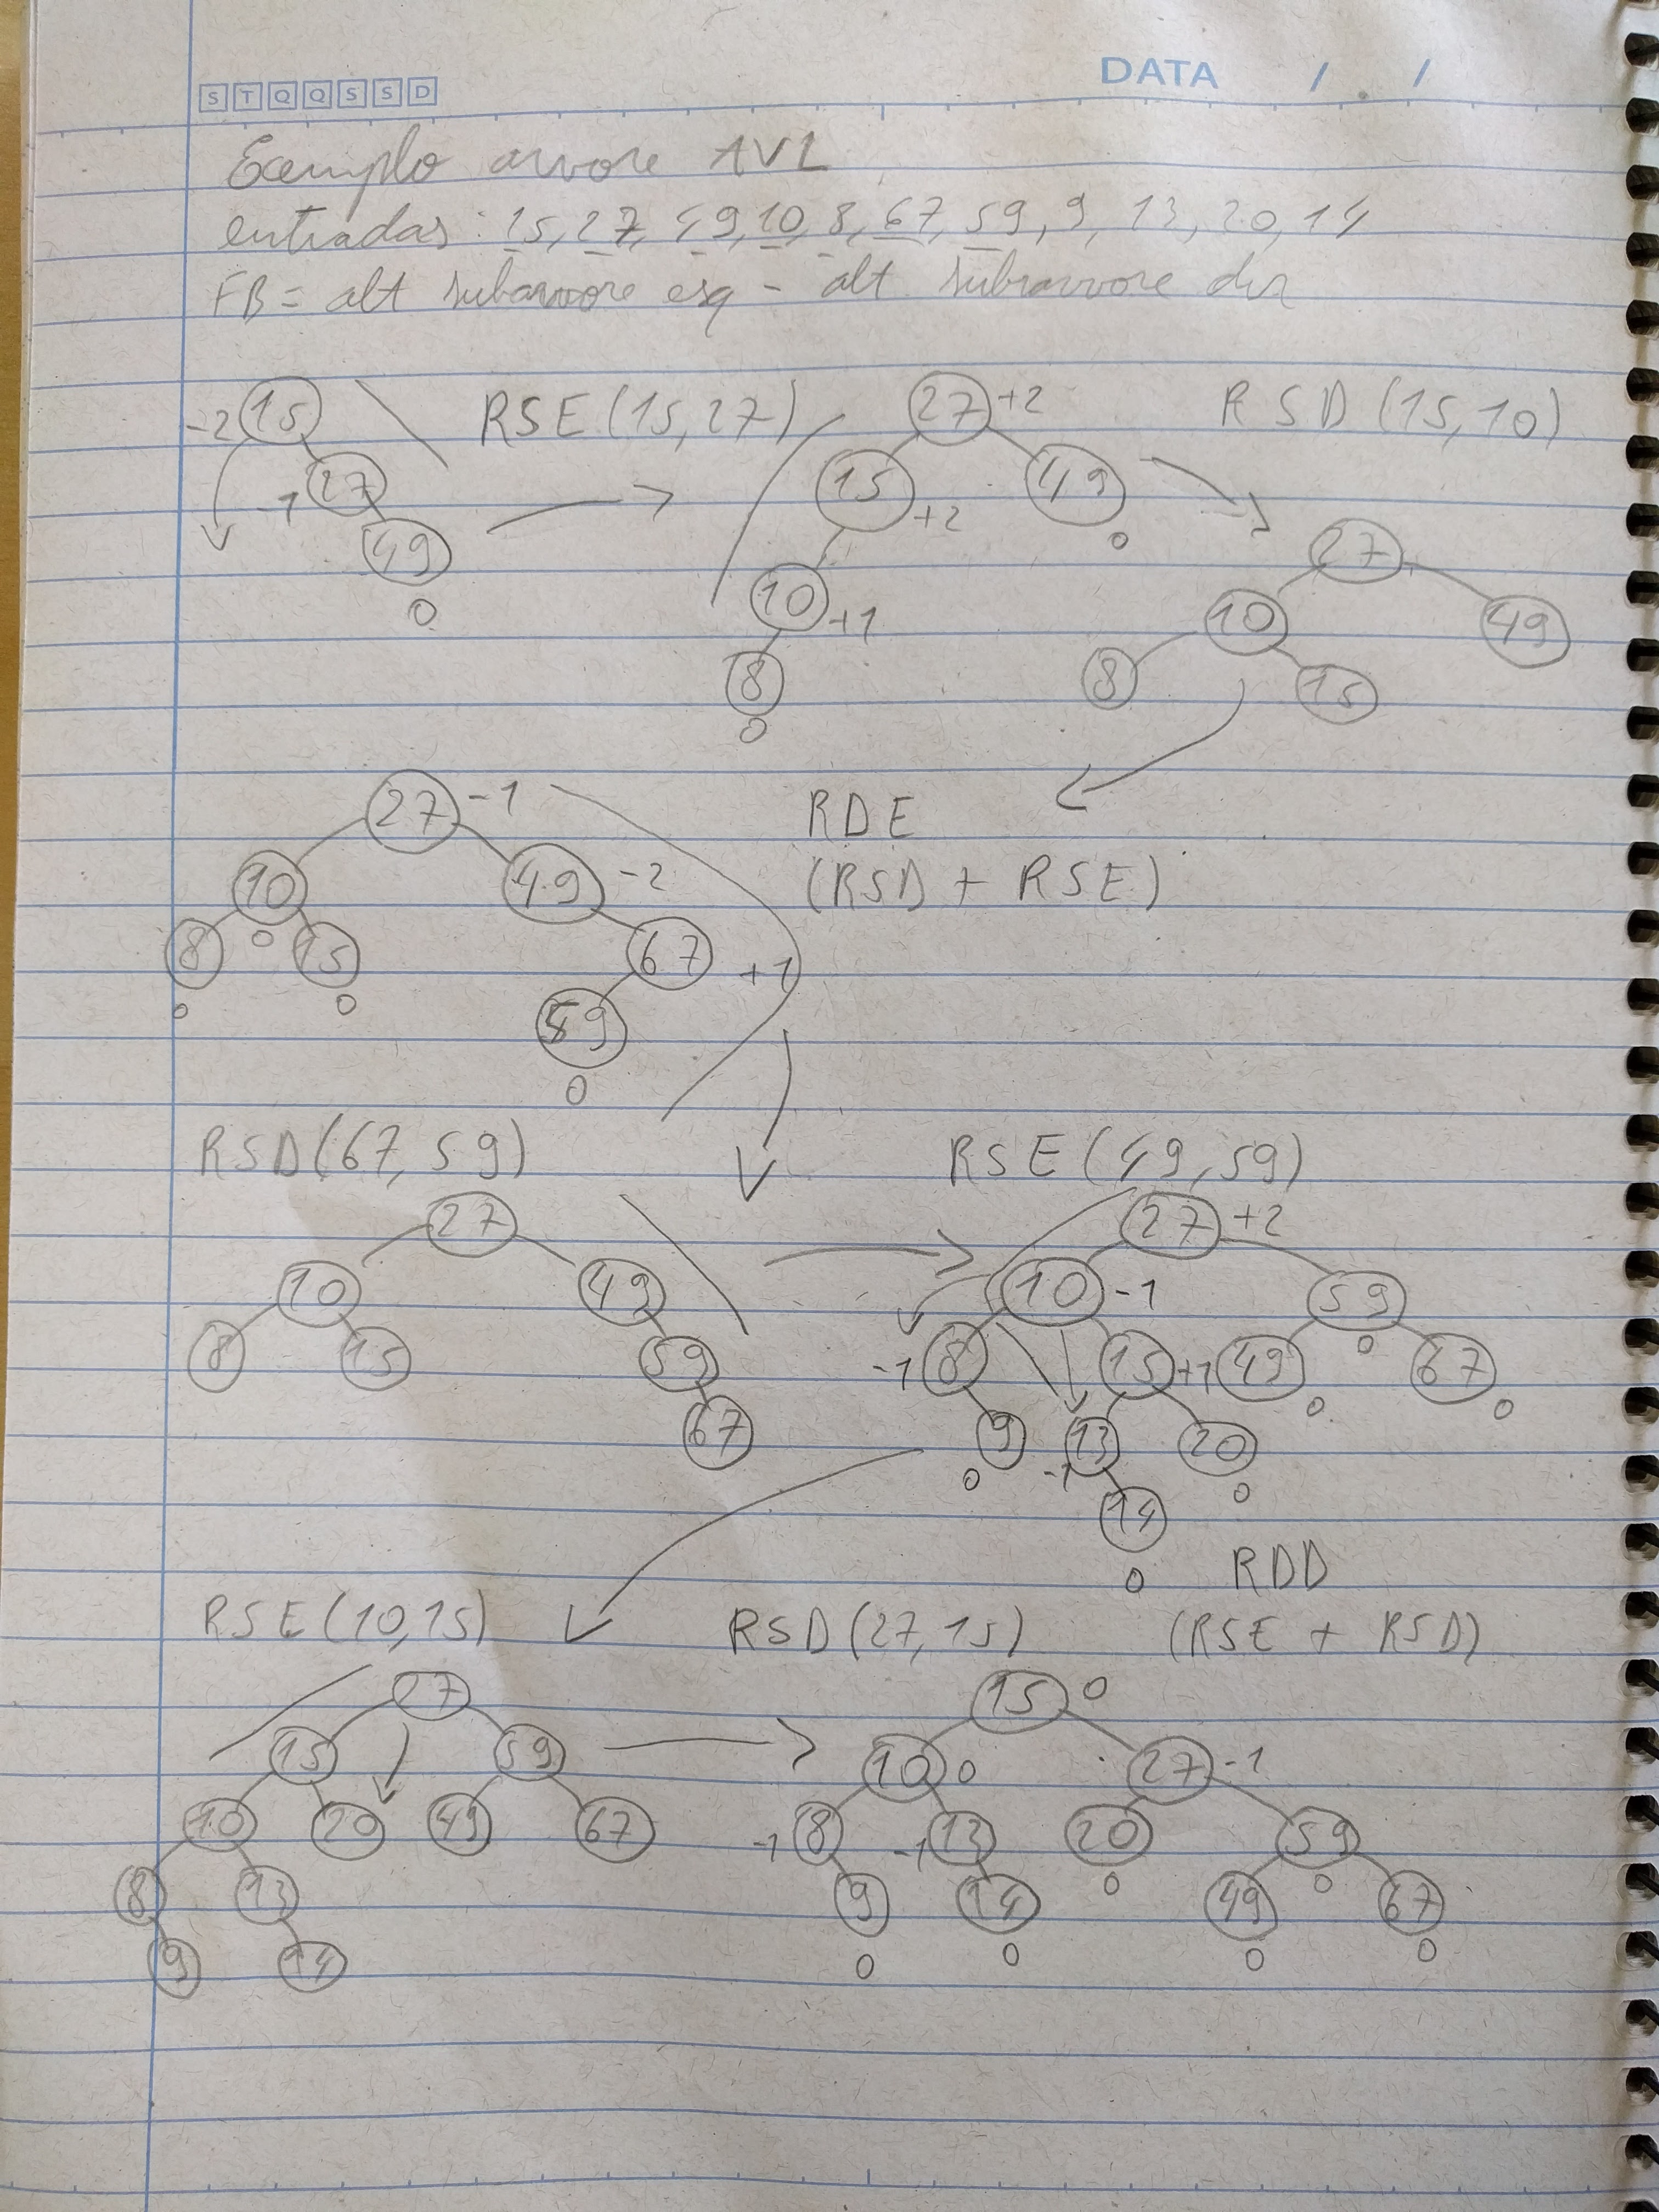 S T Q Q S S D
DATA / /
Exemplo arvore AVL
entradas: 15, 27, 49, 10, 8, 67, 59, 9, 13, 20, 14
FB = alt subarvore esq - alt subarvore dir
-2 15 RSE (15, 27) 27 +2 RSD (15, 10)
-1 27 15 +2 49 0
49 0 10 +1 27
8 0 10 49
8 15
27 -1 RDE
10 0 49 -2 (RSD + RSE)
8 0 15 0 67 +1
59 0
RSD (67, 59) RSE (49, 59)
27 27 +2
10 49 10 -1 59 0
8 15 59 -1 8 15 +1 49 0 67 0
67 9 0 -1 13 20 0
14 0
RDD
RSE (10, 15) RSD (27, 15) (RSE + RSD)
27 15 0
15 59 10 0 27 -1
10 20 49 67 -1 8 -1 13 20 0 59 0
8 13 9 0 14 0 49 0 67 0
9 14